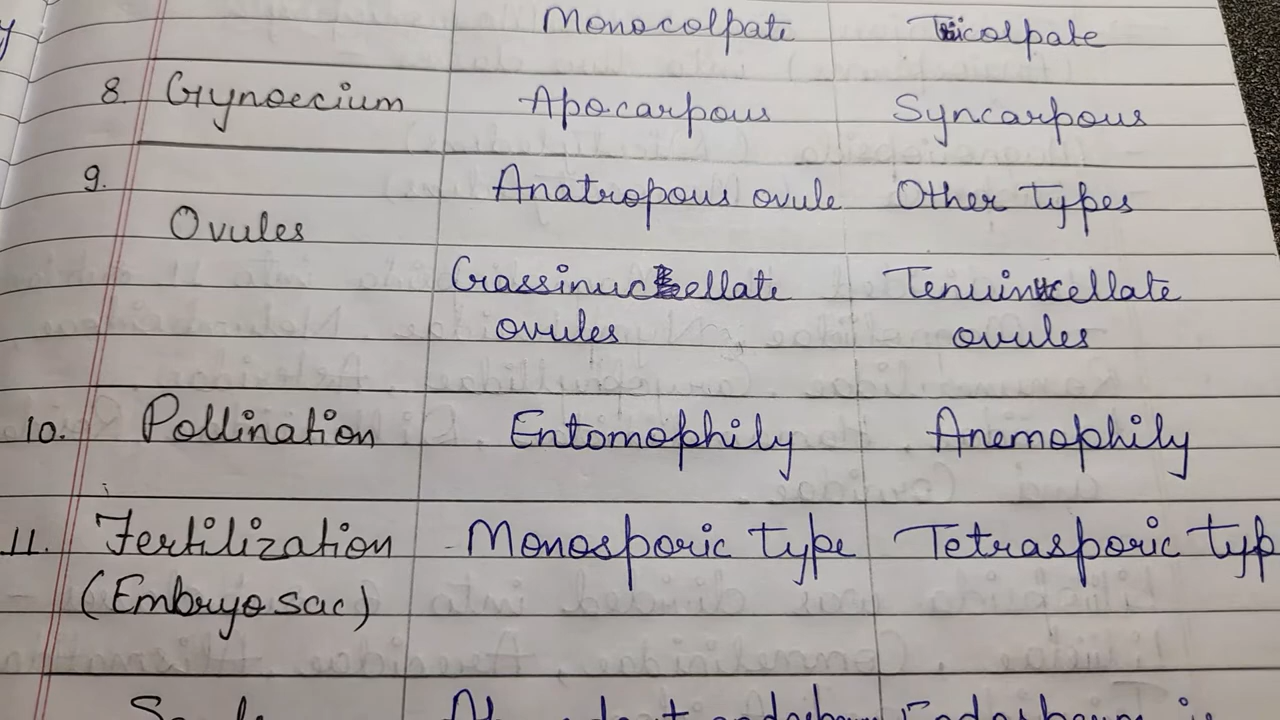 Monocolpate Tricolpate
8. Gynoecium Apocarpous Syncarpous
9. Anatropous ovule Other types
Ovules
Crassinucellate Tenuinucellate
ovules ovules
10. Pollination Entomophily Anemophily
11. Fertilization Monosporic type Tetrasporic typ
(Embryo sac)